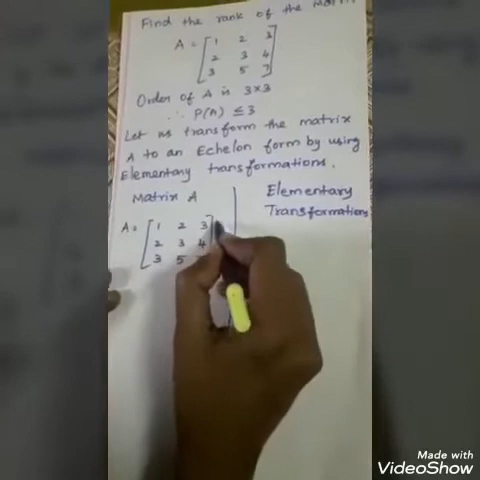 Find the rank of the Matrix
A = [ 1 2 3
2 3 4
3 5 7 ]
Order of A is 3×3
∴ P(A) ≤ 3
Let us transform the matrix
A to an Echelon form by using
Elementary transformations.
Matrix A
Elementary
Transformations
A = [ 1 2 3 ]
2 3 4
3 5
Made with
VideoShow